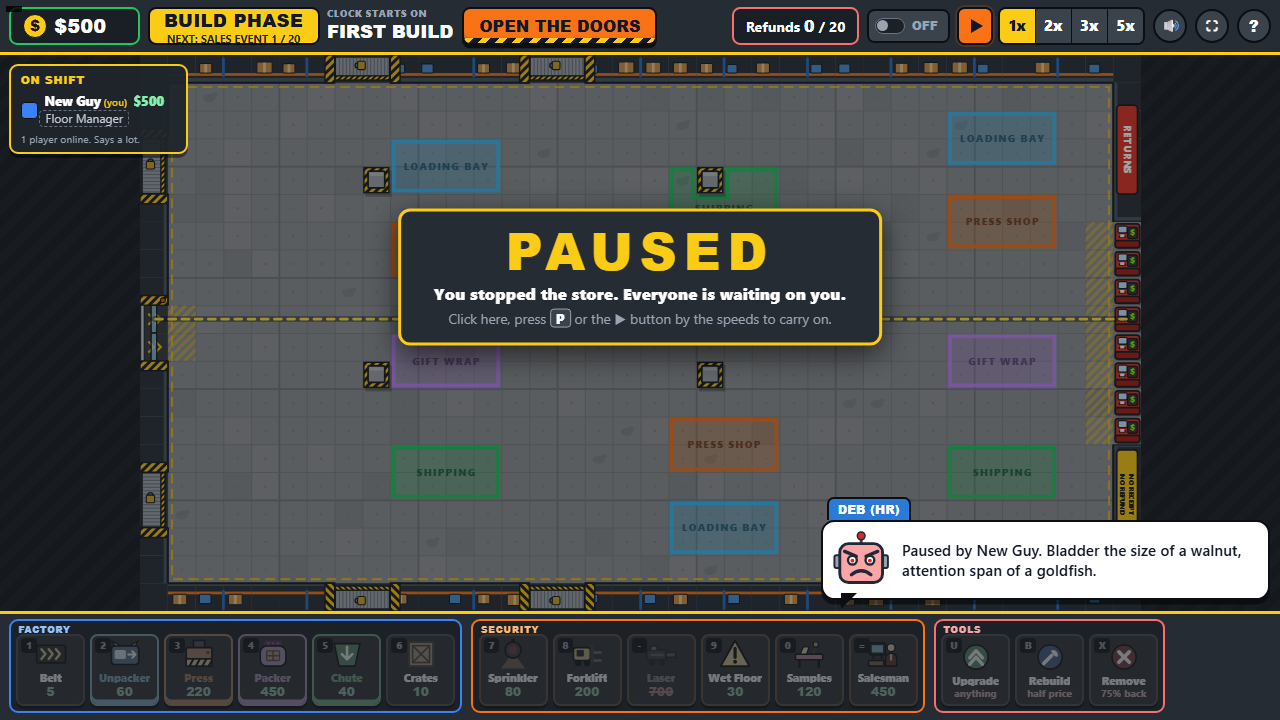 $ $500
BUILD PHASE
NEXT: SALES EVENT 1 / 20
CLOCK STARTS ON
FIRST BUILD
OPEN THE DOORS
Refunds 0 / 20
OFF
1x 2x 3x 5x
?
ON SHIFT
New Guy (you) $500
Floor Manager
1 player online. Says a lot.
LOADING BAY
LOADING BAY
RETURNS
SHIPPING
PRESS SHOP
PAUSED
You stopped the store. Everyone is waiting on you.
Click here, press P or the ▶ button by the speeds to carry on.
GIFT WRAP
GIFT WRAP
PRESS SHOP
SHIPPING
SHIPPING
NO RECEIPT
NO REFUND
LOADING BAY
DEB (HR)
Paused by New Guy. Bladder the size of a walnut,
attention span of a goldfish.
FACTORY
1 Belt 5
2 Unpacker 60
3 Press 220
4 Packer 450
5 Chute 40
6 Crates 10
SECURITY
7 Sprinkler 80
8 Forklift 200
- Laser 700
9 Wet Floor 30
0 Samples 120
= Salesman 450
TOOLS
U Upgrade anything
B Rebuild half price
X Remove 75% back